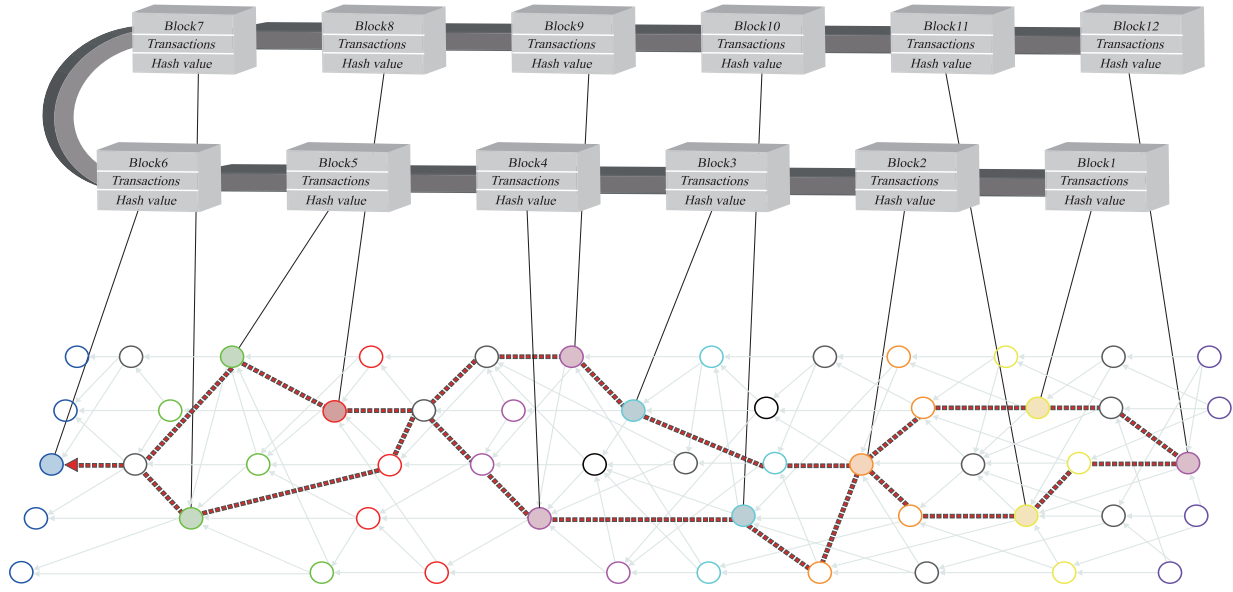 Block7
Transactions
Hash value
Block8
Transactions
Hash value
Block9
Transactions
Hash value
Block10
Transactions
Hash value
Block11
Transactions
Hash value
Block12
Transactions
Hash value
Block6
Transactions
Hash value
Block5
Transactions
Hash value
Block4
Transactions
Hash value
Block3
Transactions
Hash value
Block2
Transactions
Hash value
Block1
Transactions
Hash value